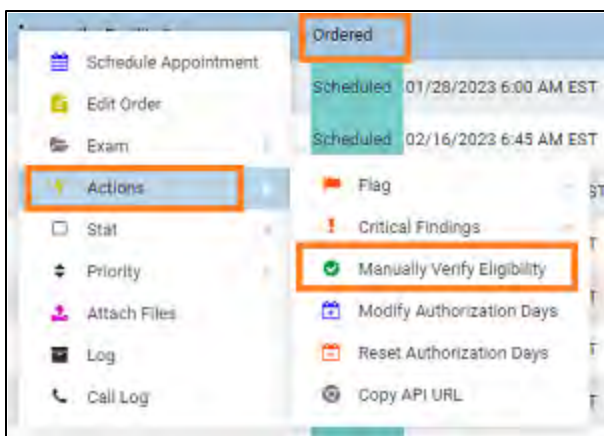 Ordered
Schedule Appointment
Scheduled 01/28/2023 6:00 AM EST
Edit Order
Exam
Scheduled 02/16/2023 6:45 AM EST
Actions
Flag
Stat
Critical Findings
Priority
Manually Verify Eligibility
Attach Files
Modify Authorization Days
Log
Reset Authorization Days
Call Log
Copy API URL